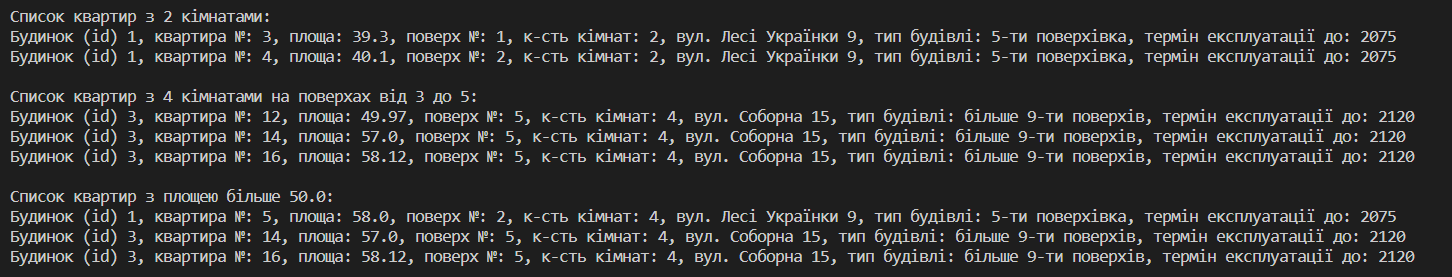 Список квартир з 2 кімнатами:
Будинок (id) 1, квартира №: 3, площа: 39.3, поверх №: 1, к-сть кімнат: 2, вул. Лесі Українки 9, тип будівлі: 5-ти поверхівка, термін експлуатації до: 2075
Будинок (id) 1, квартира №: 4, площа: 40.1, поверх №: 2, к-сть кімнат: 2, вул. Лесі Українки 9, тип будівлі: 5-ти поверхівка, термін експлуатації до: 2075
Список квартир з 4 кімнатами на поверхах від 3 до 5:
Будинок (id) 3, квартира №: 12, площа: 49.97, поверх №: 5, к-сть кімнат: 4, вул. Соборна 15, тип будівлі: більше 9-ти поверхів, термін експлуатації до: 2120
Будинок (id) 3, квартира №: 14, площа: 57.0, поверх №: 5, к-сть кімнат: 4, вул. Соборна 15, тип будівлі: більше 9-ти поверхів, термін експлуатації до: 2120
Будинок (id) 3, квартира №: 16, площа: 58.12, поверх №: 5, к-сть кімнат: 4, вул. Соборна 15, тип будівлі: більше 9-ти поверхів, термін експлуатації до: 2120
Список квартир з площею більше 50.0:
Будинок (id) 1, квартира №: 5, площа: 58.0, поверх №: 2, к-сть кімнат: 4, вул. Лесі Українки 9, тип будівлі: 5-ти поверхівка, термін експлуатації до: 2075
Будинок (id) 3, квартира №: 14, площа: 57.0, поверх №: 5, к-сть кімнат: 4, вул. Соборна 15, тип будівлі: більше 9-ти поверхів, термін експлуатації до: 2120
Будинок (id) 3, квартира №: 16, площа: 58.12, поверх №: 5, к-сть кімнат: 4, вул. Соборна 15, тип будівлі: більше 9-ти поверхів, термін експлуатації до: 2120